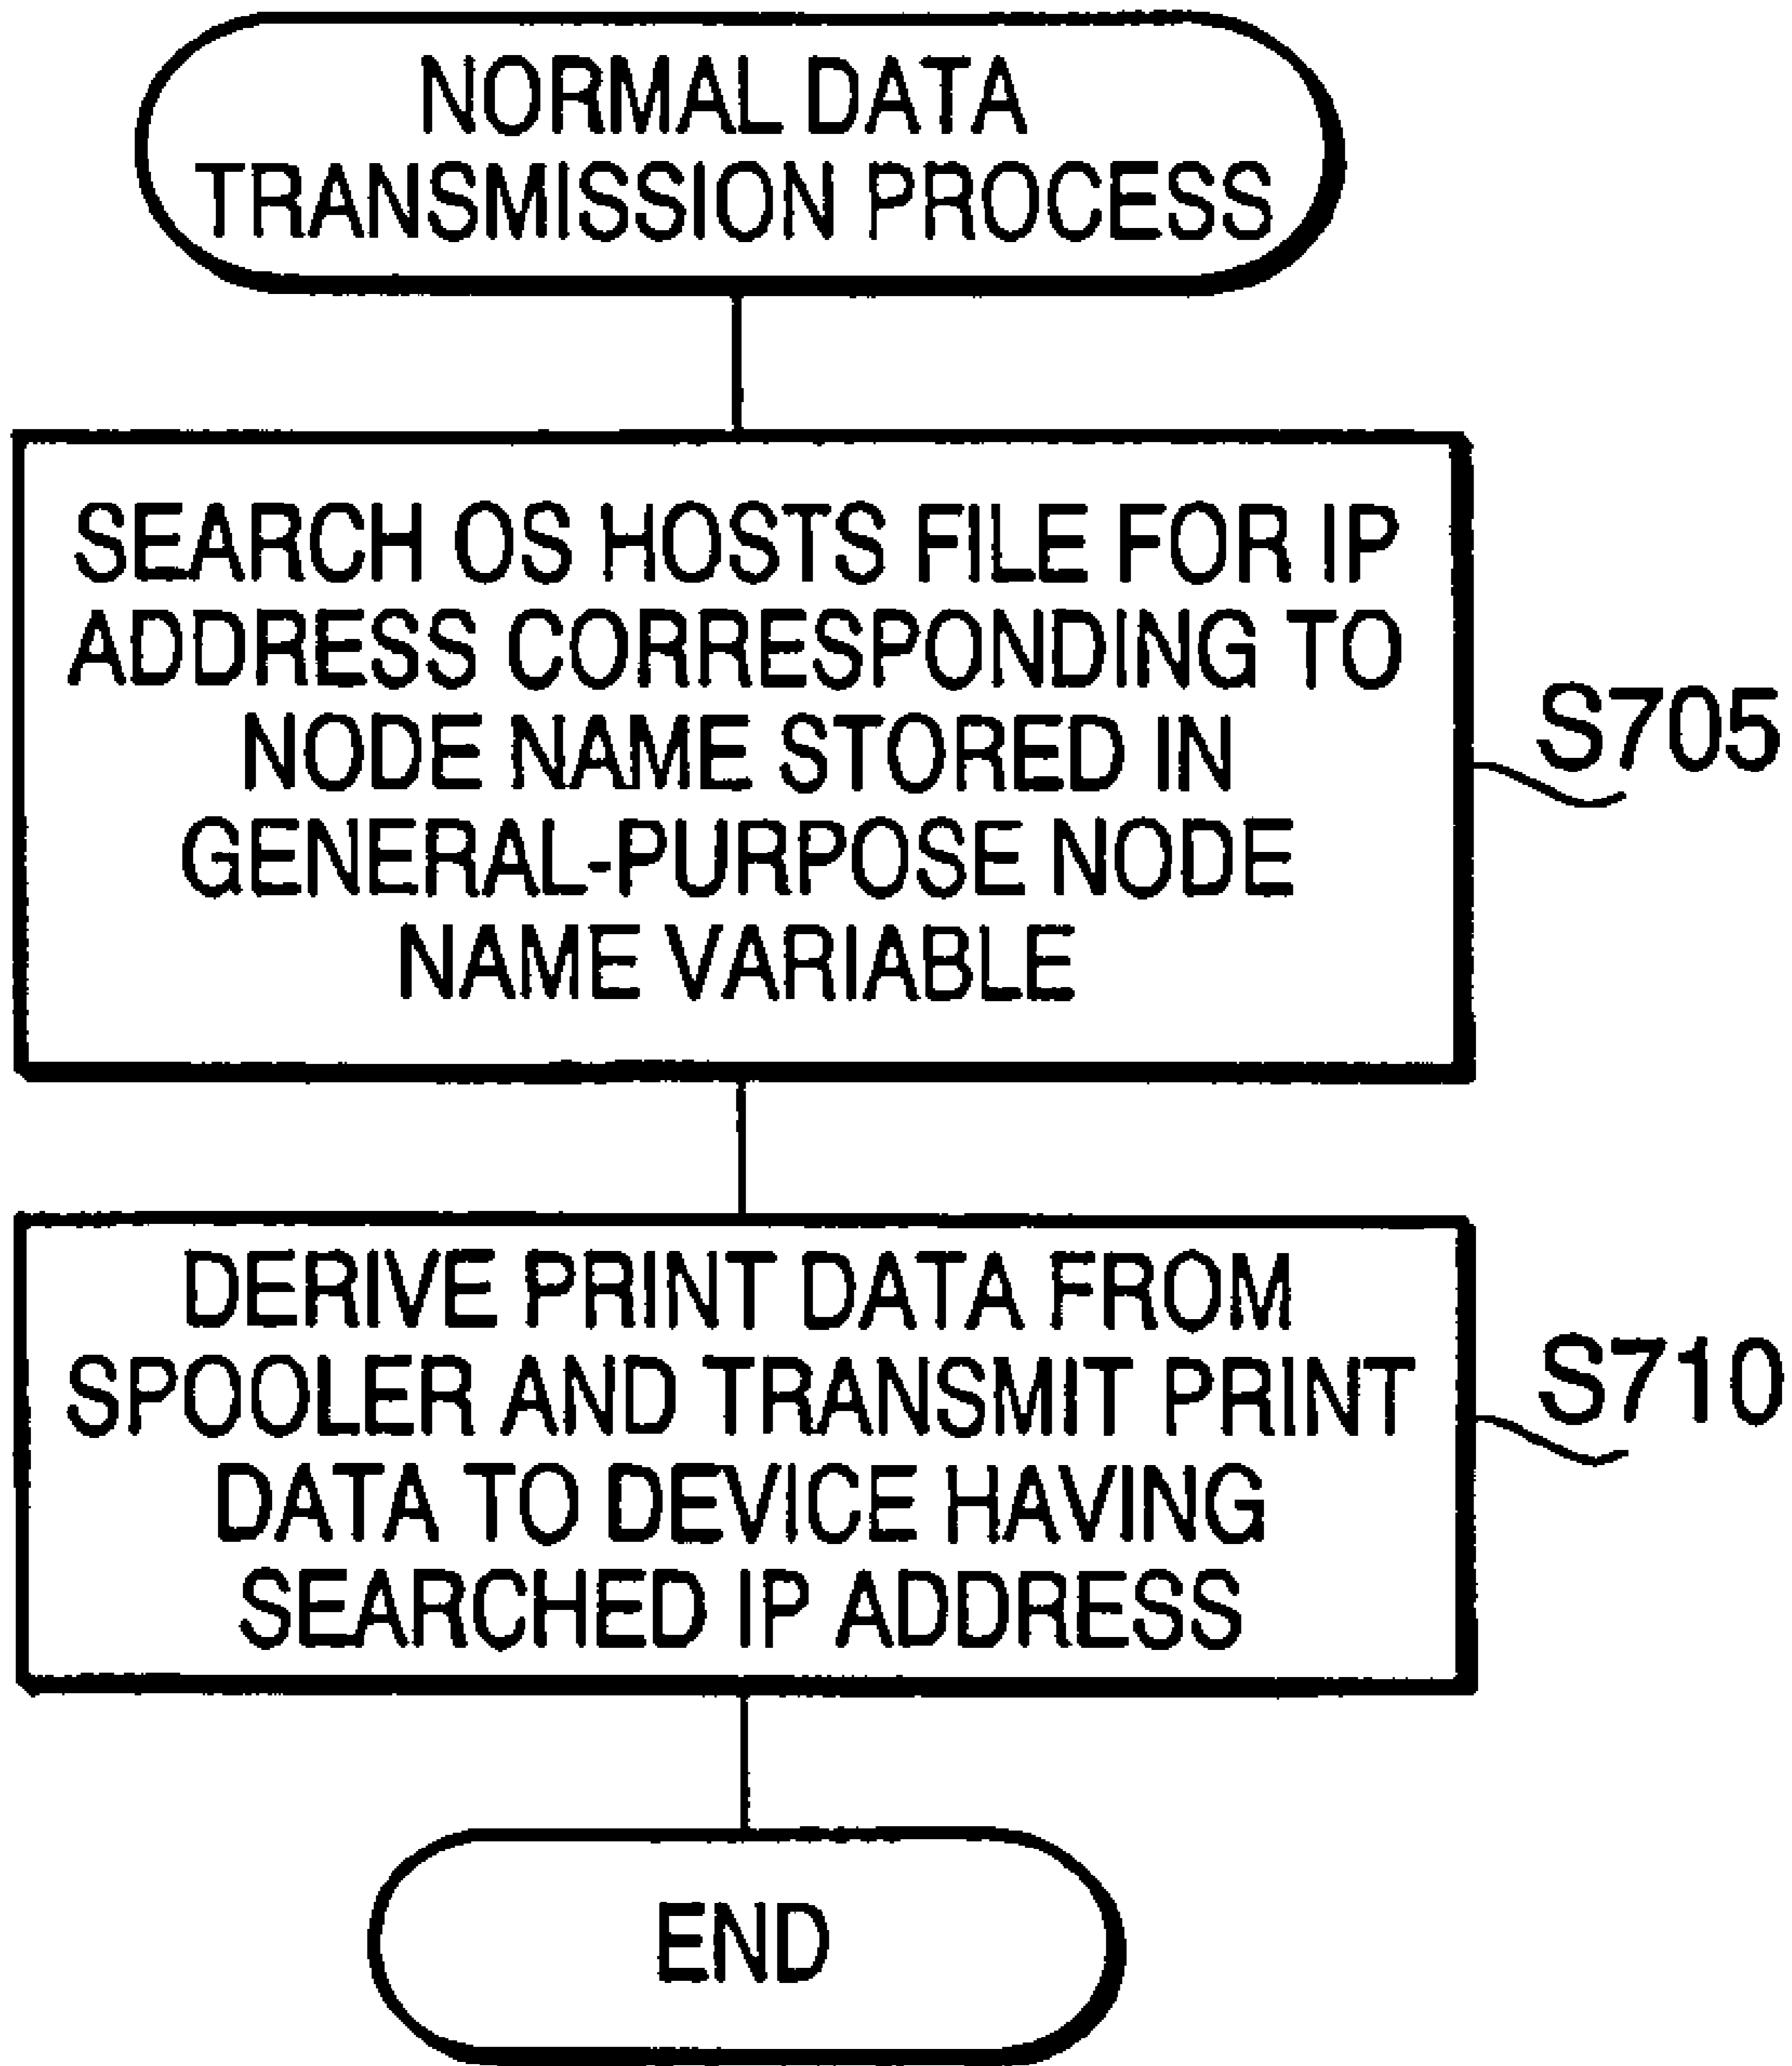 NORMAL DATA
TRANSMISSION PROCESS
SEARCH OS HOSTS FILE FOR IP
ADDRESS CORRESPONDING TO
NODE NAME STORED IN
GENERAL-PURPOSE NODE
NAME VARIABLE
S705
DERIVE PRINT DATA FROM
SPOOLER AND TRANSMIT PRINT
DATA TO DEVICE HAVING
SEARCHED IP ADDRESS
S710
END